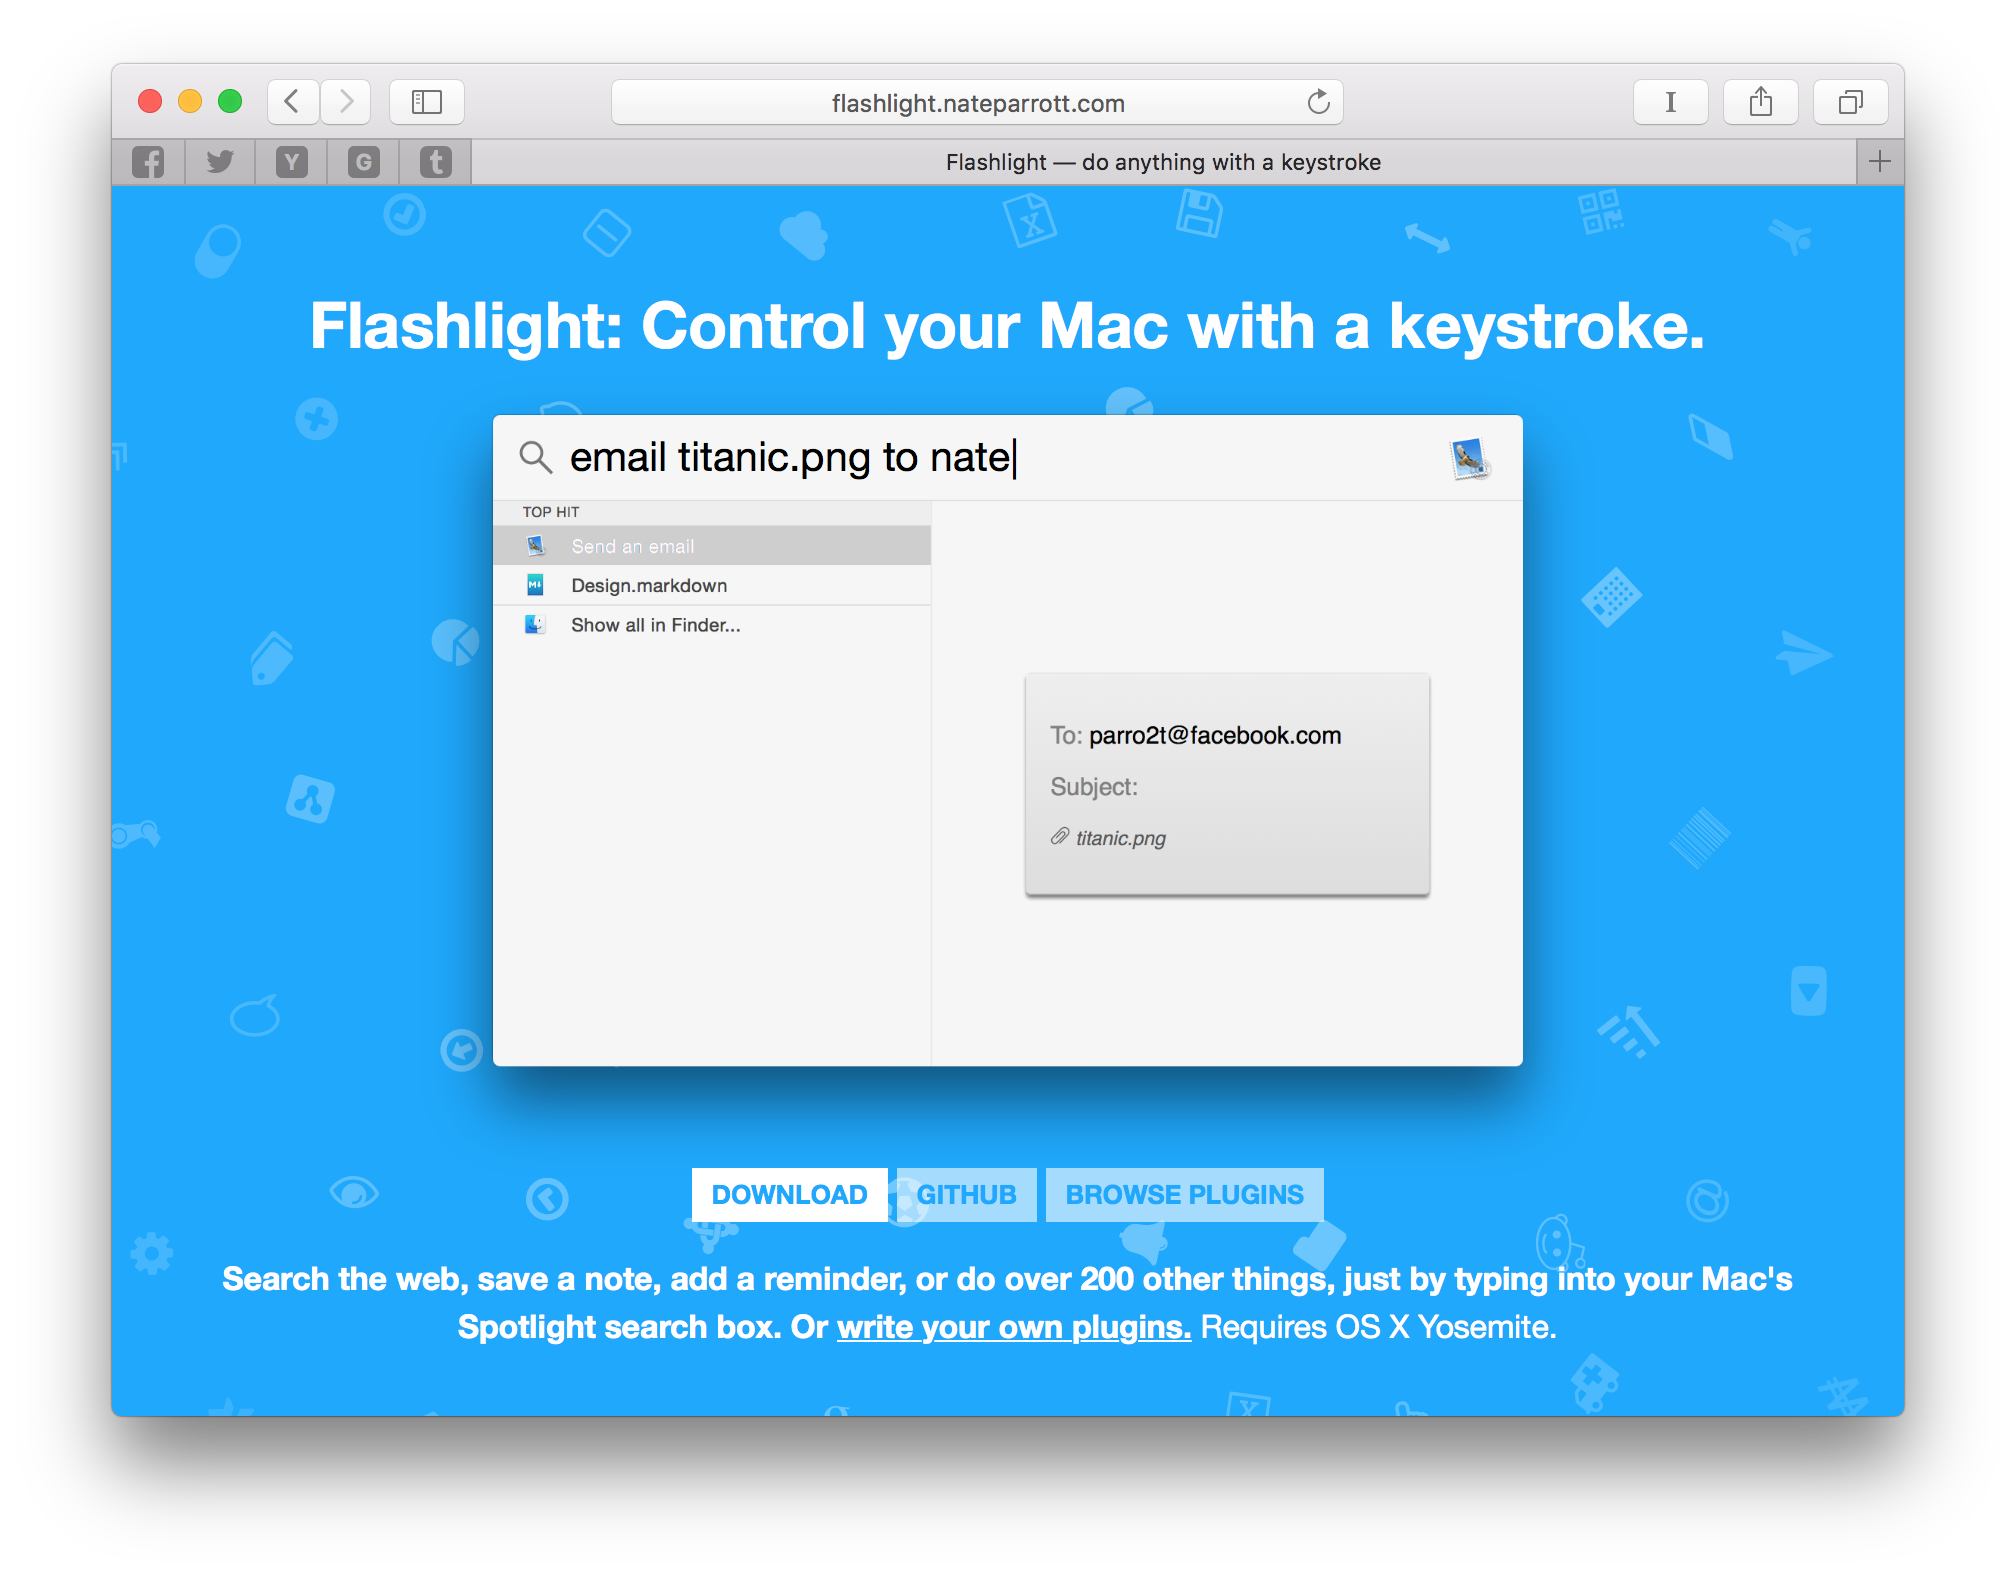 flashlight.nateparrott.com
I
f
Y
G
t
Flashlight — do anything with a keystroke
Flashlight: Control your Mac with a keystroke.
email titanic.png to nate
TOP HIT
Send an email
Design.markdown
Show all in Finder...
To: parro2t@facebook.com
Subject:
titanic.png
DOWNLOAD
GITHUB
BROWSE PLUGINS
Search the web, save a note, add a reminder, or do over 200 other things, just by typing into your Mac's
Spotlight search box. Or write your own plugins. Requires OS X Yosemite.